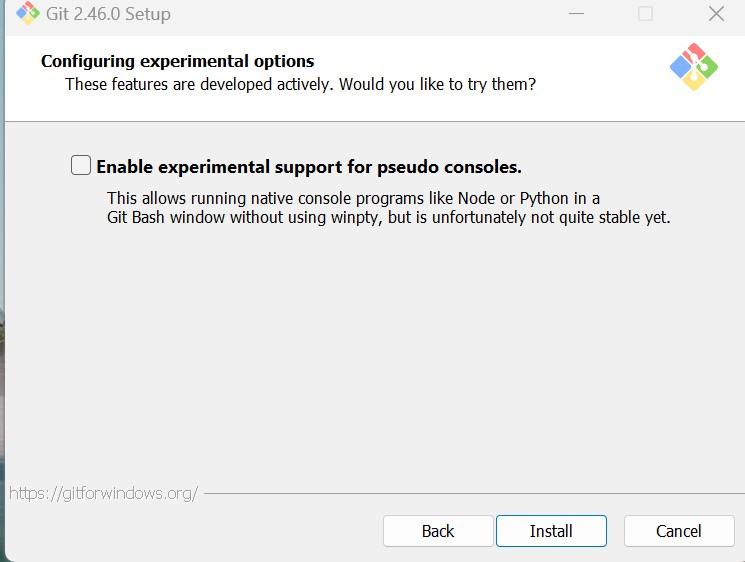 Git 2.46.0 Setup
Configuring experimental options
These features are developed actively. Would you like to try them?
Enable experimental support for pseudo consoles.
This allows running native console programs like Node or Python in a
Git Bash window without using winpty, but is unfortunately not quite stable yet.
https://gitforwindows.org/
Back
Install
Cancel